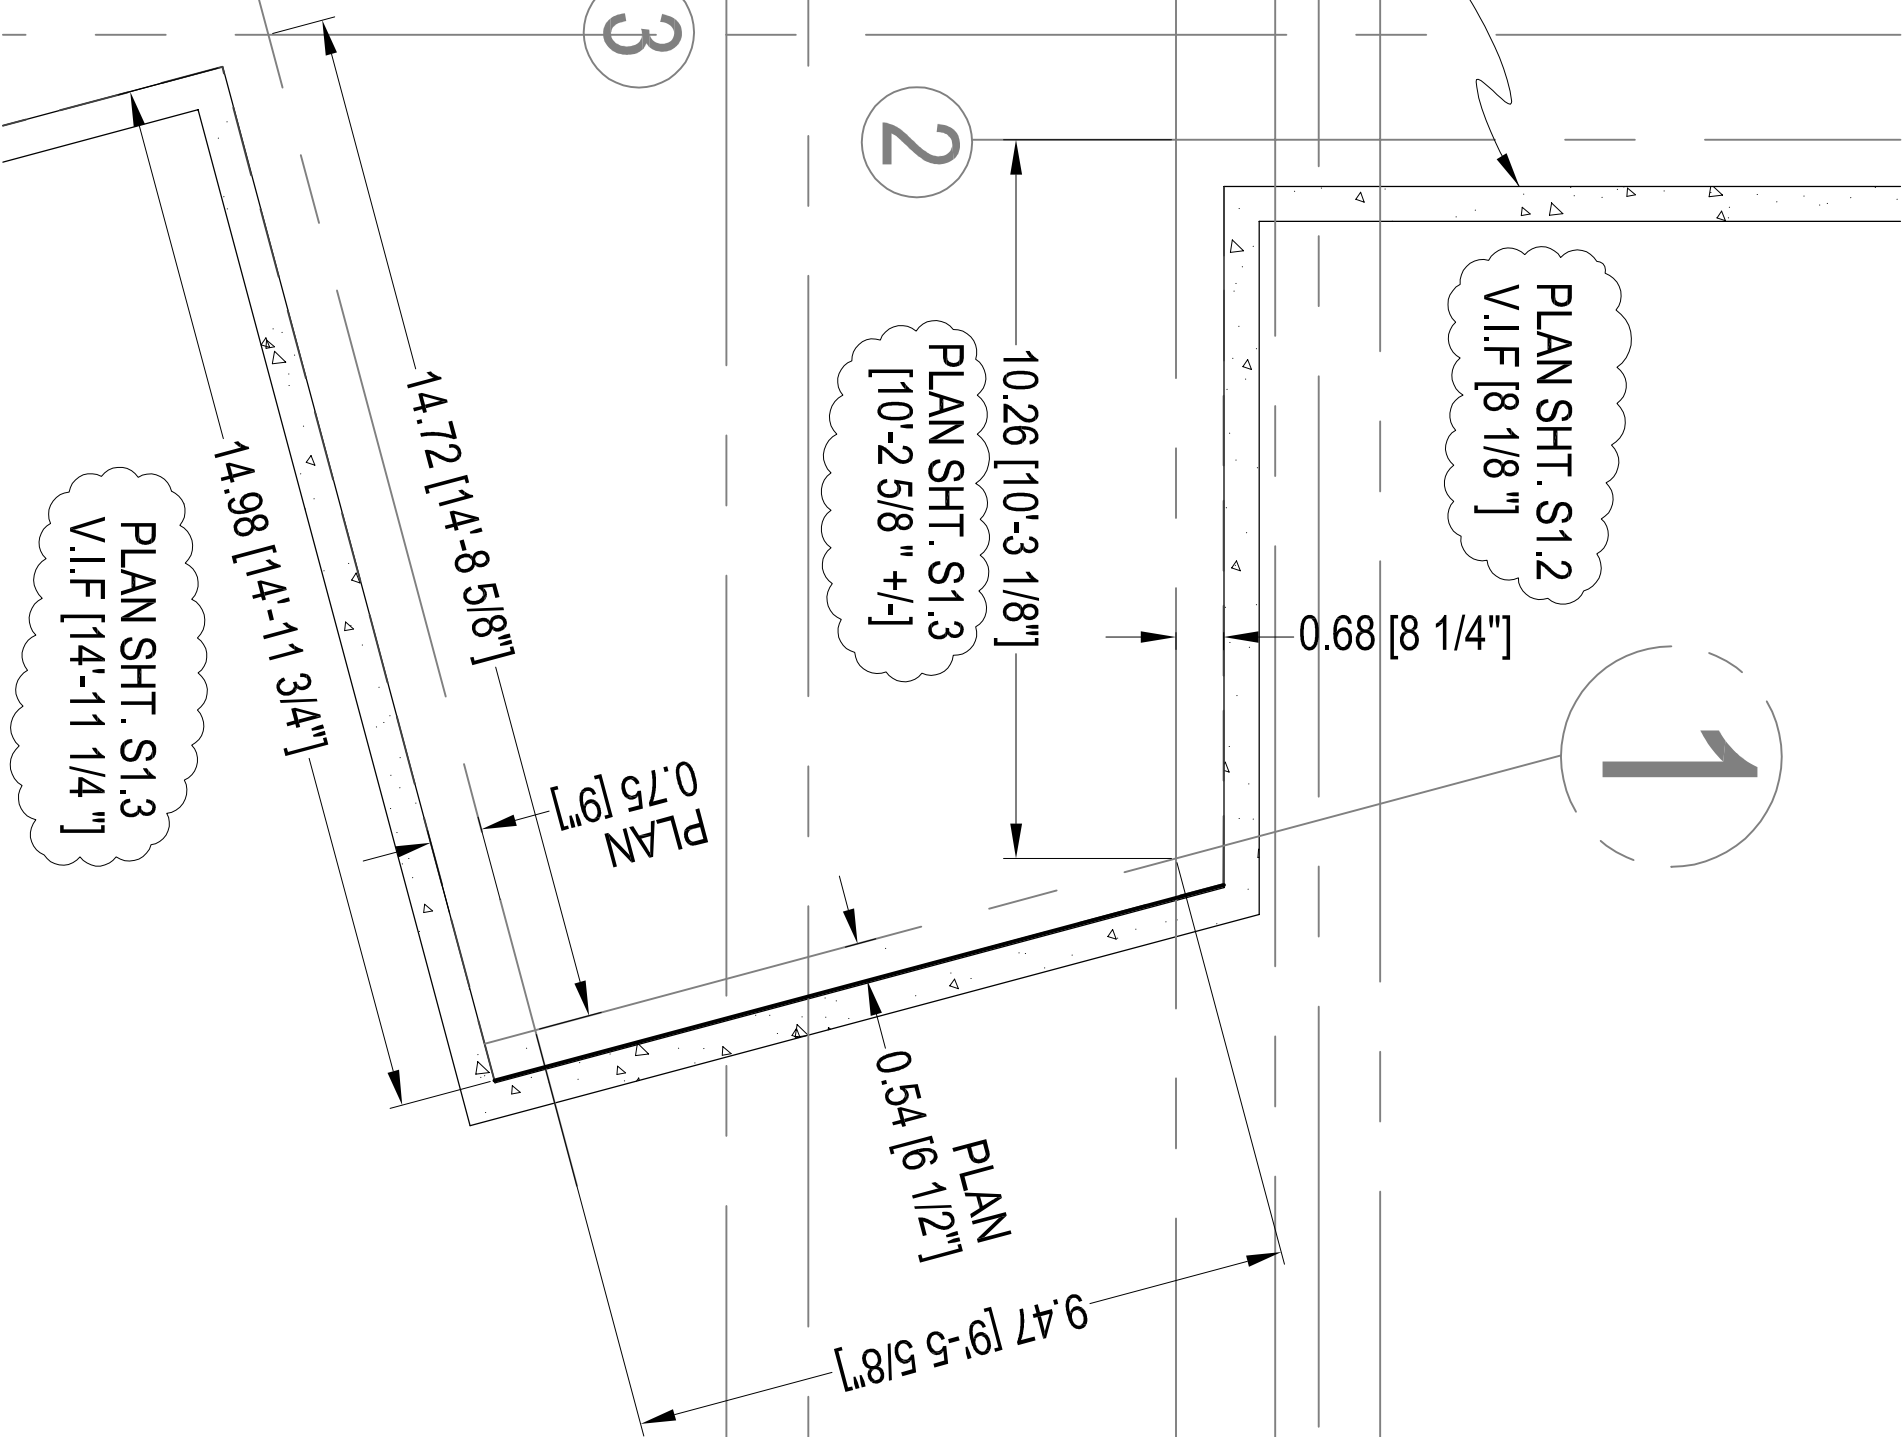 PLAN SHT. S1.2
V.I.F [8 1/8 "]
0.68 [8 1/4"]
1
2
10.26 [10'-3 1/8"]
PLAN SHT. S1.3
[10'-2 5/8 " +/-]
3
14.72 [14'-8 5/8"]
14.98 [14'-11 3/4"]
PLAN SHT. S1.3
V.I.F [14'-11 1/4 "]
PLAN
0.75 [9"]
PLAN
0.54 [6 1/2"]
9.47 [9'-5 5/8"]